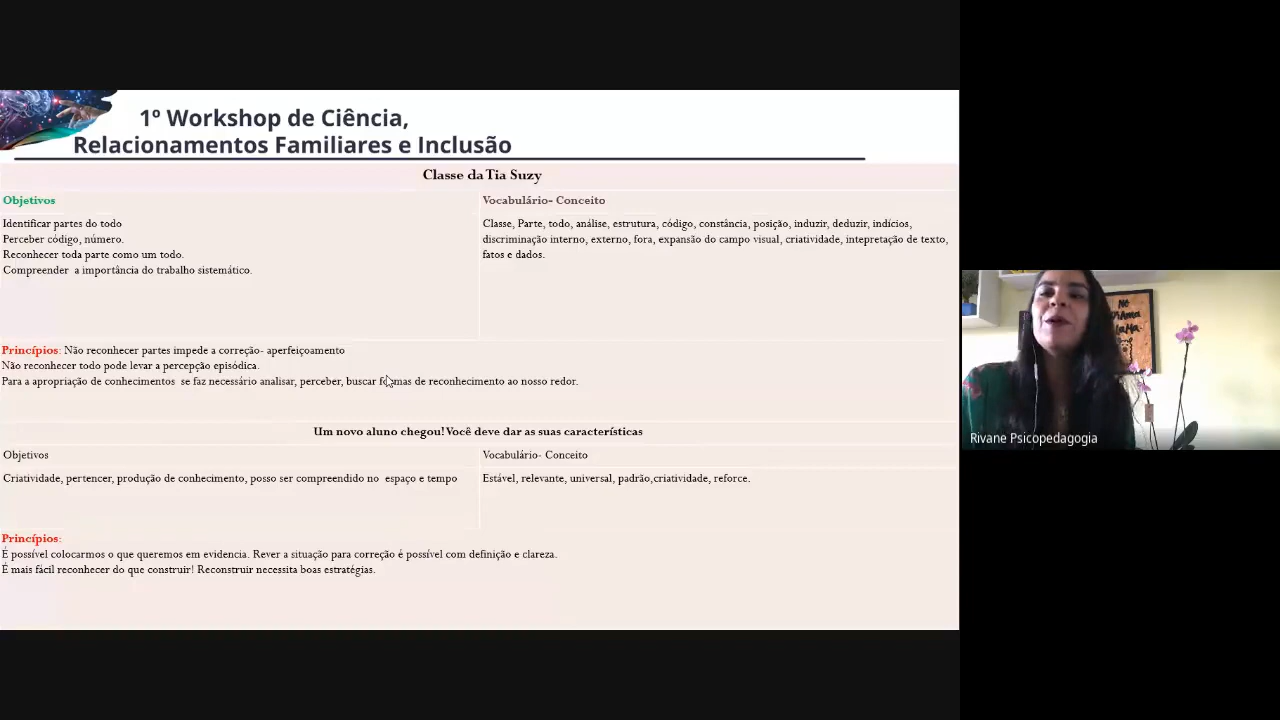 1º Workshop de Ciência,
Relacionamentos Familiares e Inclusão
Classe da Tia Suzy
Objetivos
Vocabulário- Conceito
Identificar partes do todo
Perceber código, número.
Reconhecer toda parte como um todo.
Compreender a importância do trabalho sistemático.
Classe, Parte, todo, análise, estrutura, código, constância, posição, induzir, deduzir, indícios,
discriminação interno, externo, fora, expansão do campo visual, criatividade, intepretação de texto,
fatos e dados.
Princípios: Não reconhecer partes impede a correção- aperfeiçoamento
Não reconhecer todo pode levar a percepção episódica.
Para a apropriação de conhecimentos se faz necessário analisar, perceber, buscar formas de reconhecimento ao nosso redor.
Um novo aluno chegou! Você deve dar as suas características
Objetivos
Vocabulário- Conceito
Criatividade, pertencer, produção de conhecimento, posso ser compreendido no espaço e tempo
Estável, relevante, universal, padrão,criatividade, reforce.
Princípios:
É possível colocarmos o que queremos em evidencia. Rever a situação para correção é possível com definição e clareza.
É mais fácil reconhecer do que construir! Reconstruir necessita boas estratégias.
Rivane Psicopedagogia